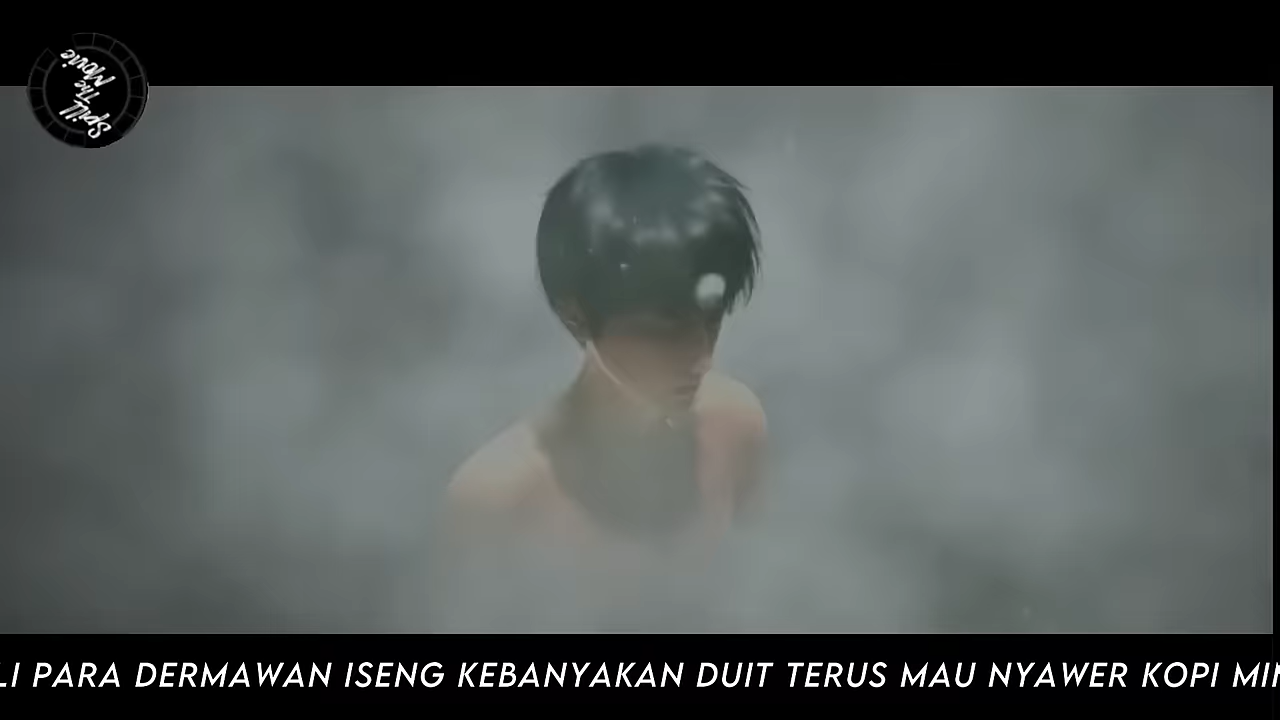 Spill
The
Movie
LI PARA DERMAWAN ISENG KEBANYAKAN DUIT TERUS MAU NYAWER KOPI MIN